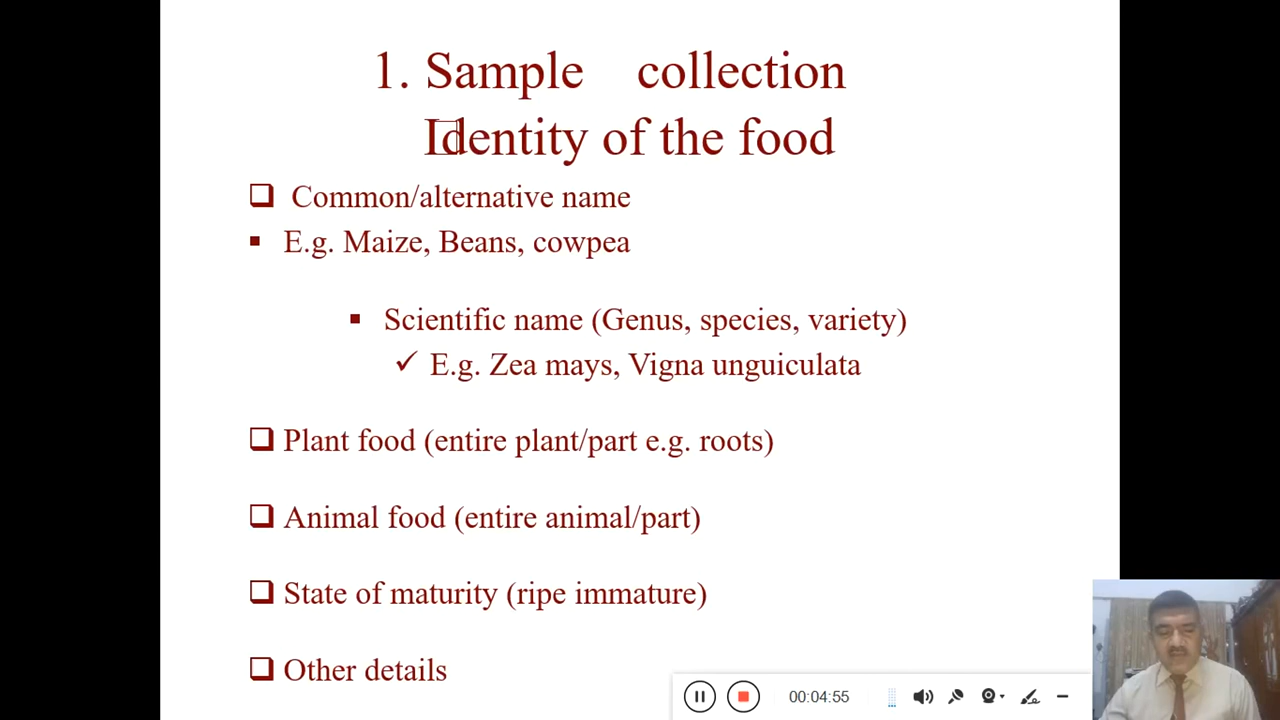 1. Sample collection
Identity of the food
Common/alternative name
E.g. Maize, Beans, cowpea
Scientific name (Genus, species, variety)
E.g. Zea mays, Vigna unguiculata
Plant food (entire plant/part e.g. roots)
Animal food (entire animal/part)
State of maturity (ripe immature)
Other details
00:04:55